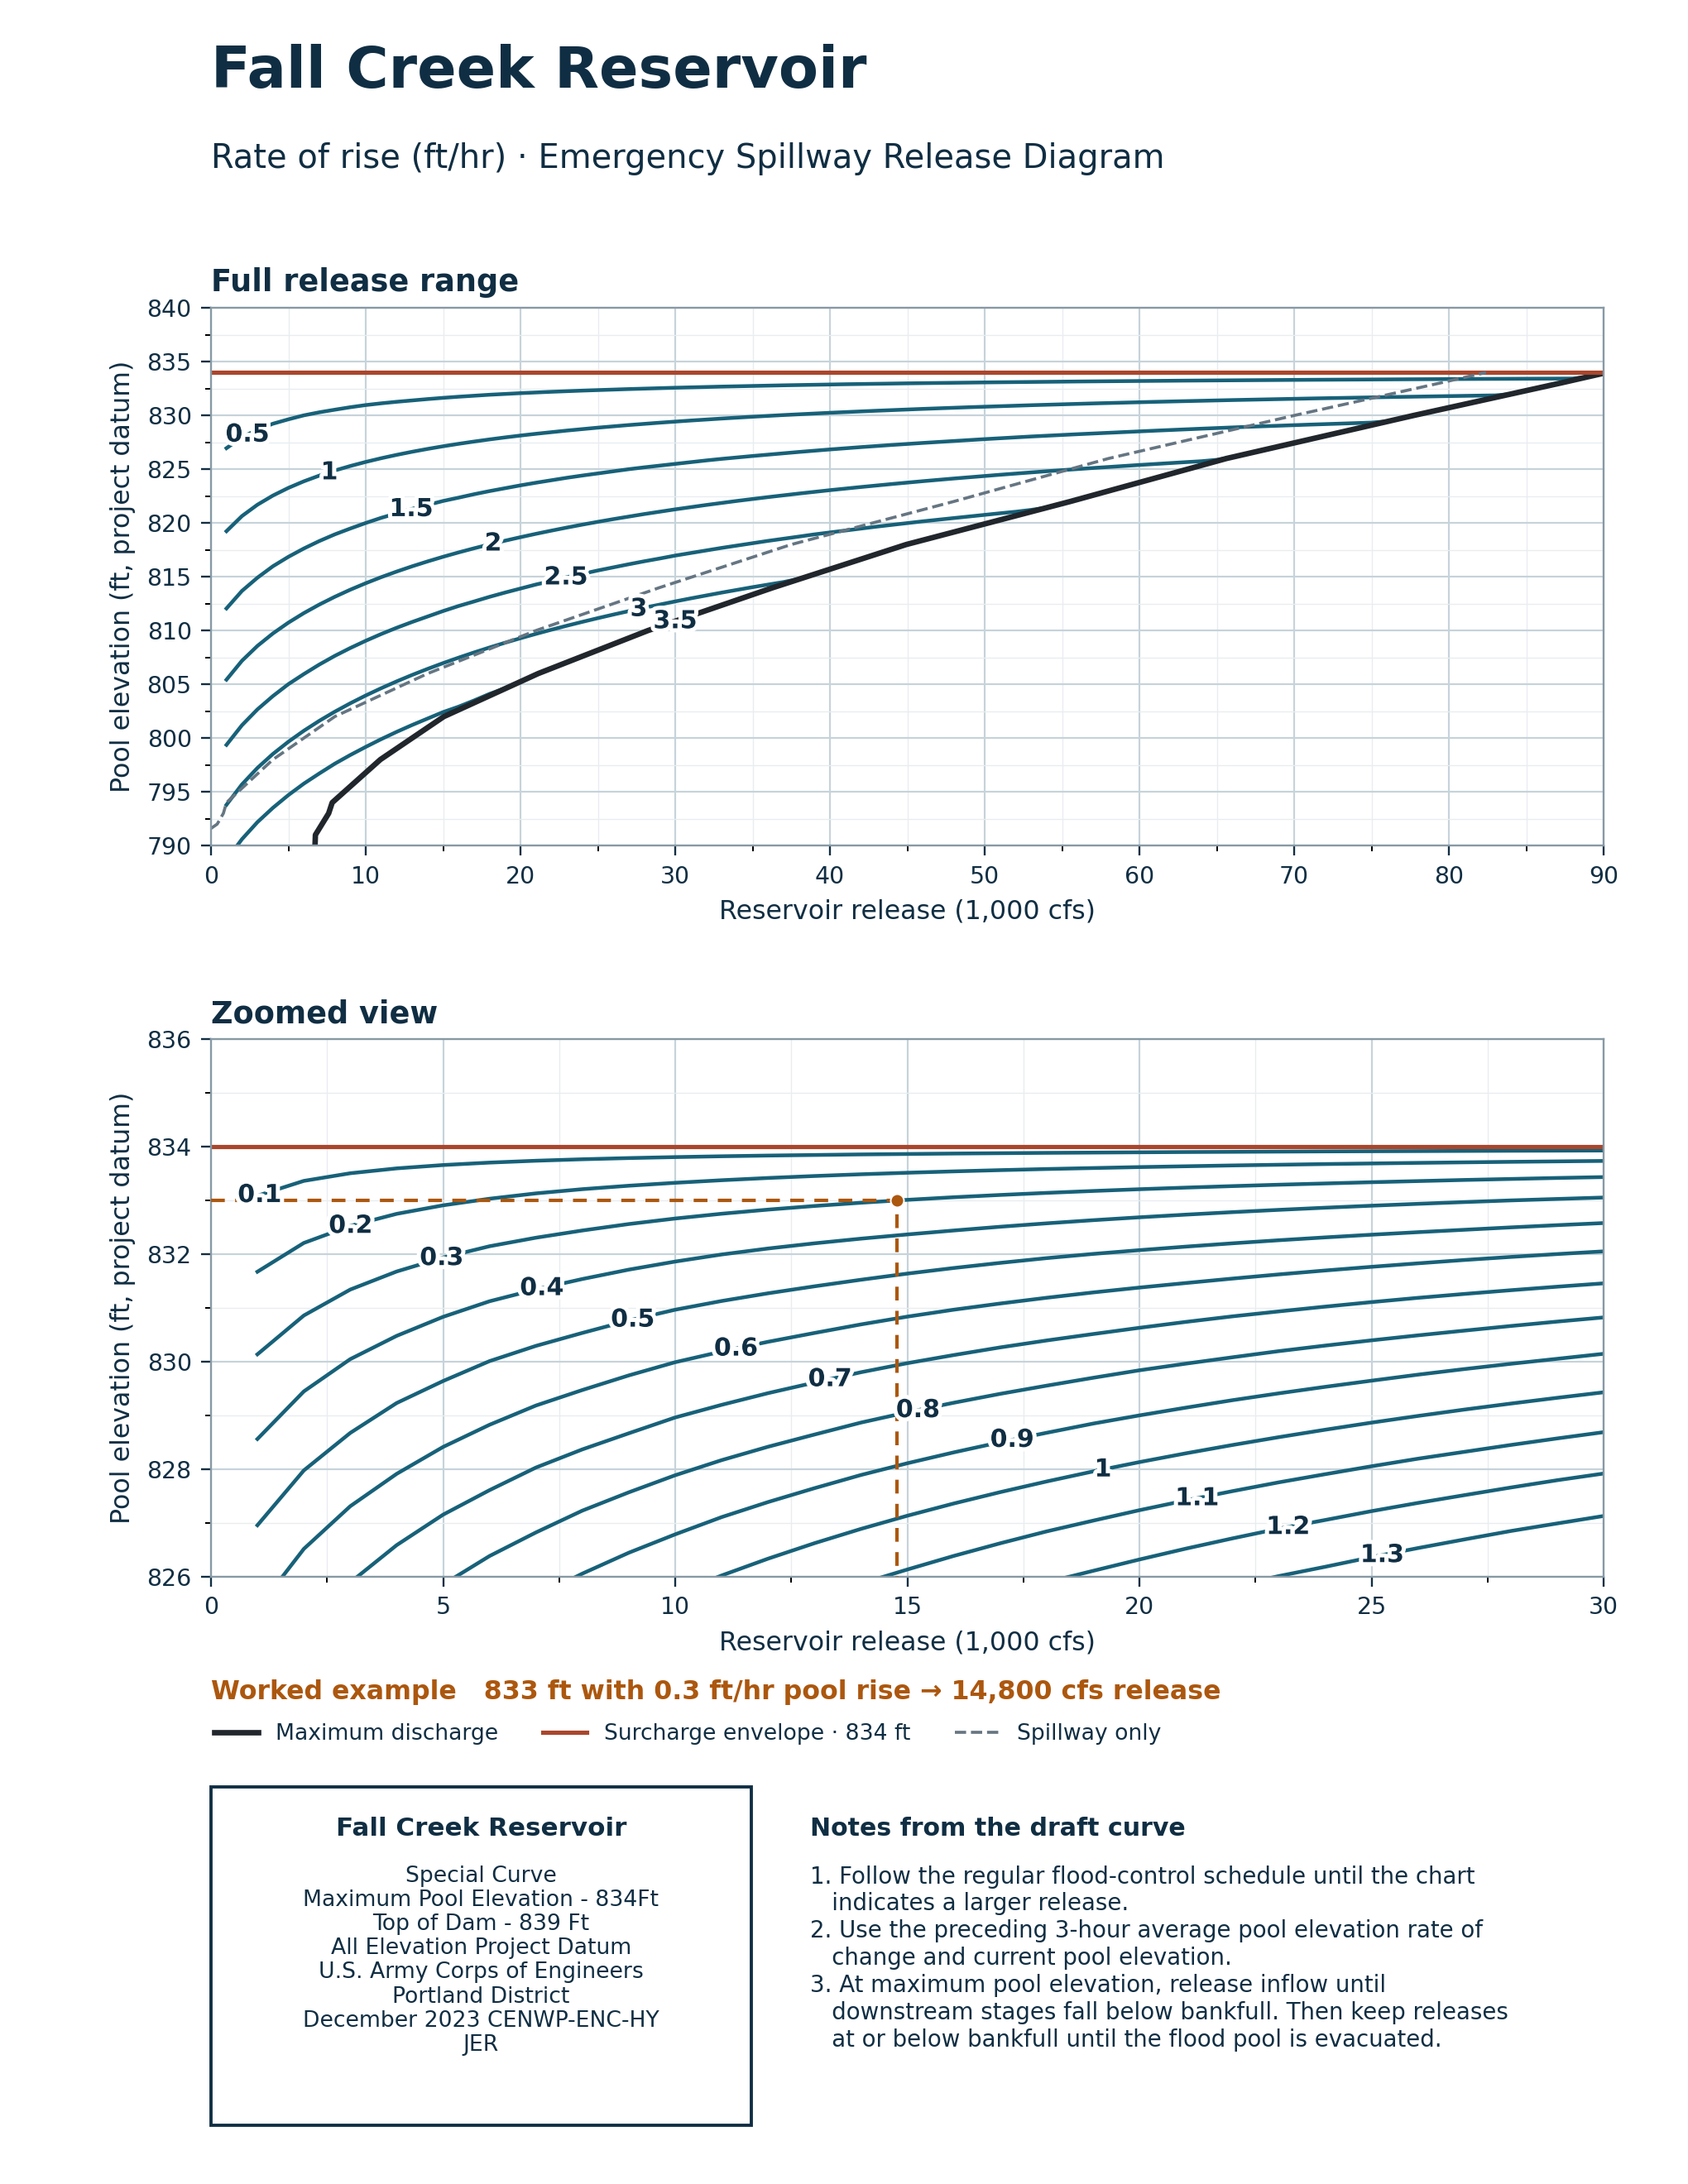 Fall Creek Reservoir
Rate of rise (ft/hr) · Emergency Spillway Release Diagram
Full release range
Pool elevation (ft, project datum)
840
835
830
825
820
815
810
805
800
795
790
0.5
1
1.5
2
2.5
3
3.5
0 10 20 30 40 50 60 70 80 90
Reservoir release (1,000 cfs)
Zoomed view
Pool elevation (ft, project datum)
836
834
832
830
828
826
0.1
0.2
0.3
0.4
0.5
0.6
0.7
0.8
0.9
1
1.1
1.2
1.3
0 5 10 15 20 25 30
Reservoir release (1,000 cfs)
Worked example 833 ft with 0.3 ft/hr pool rise → 14,800 cfs release
Maximum discharge Surcharge envelope · 834 ft Spillway only
Fall Creek Reservoir
Special Curve
Maximum Pool Elevation - 834Ft
Top of Dam - 839 Ft
All Elevation Project Datum
U.S. Army Corps of Engineers
Portland District
December 2023 CENWP-ENC-HY
JER
Notes from the draft curve
1. Follow the regular flood-control schedule until the chart
indicates a larger release.
2. Use the preceding 3-hour average pool elevation rate of
change and current pool elevation.
3. At maximum pool elevation, release inflow until
downstream stages fall below bankfull. Then keep releases
at or below bankfull until the flood pool is evacuated.